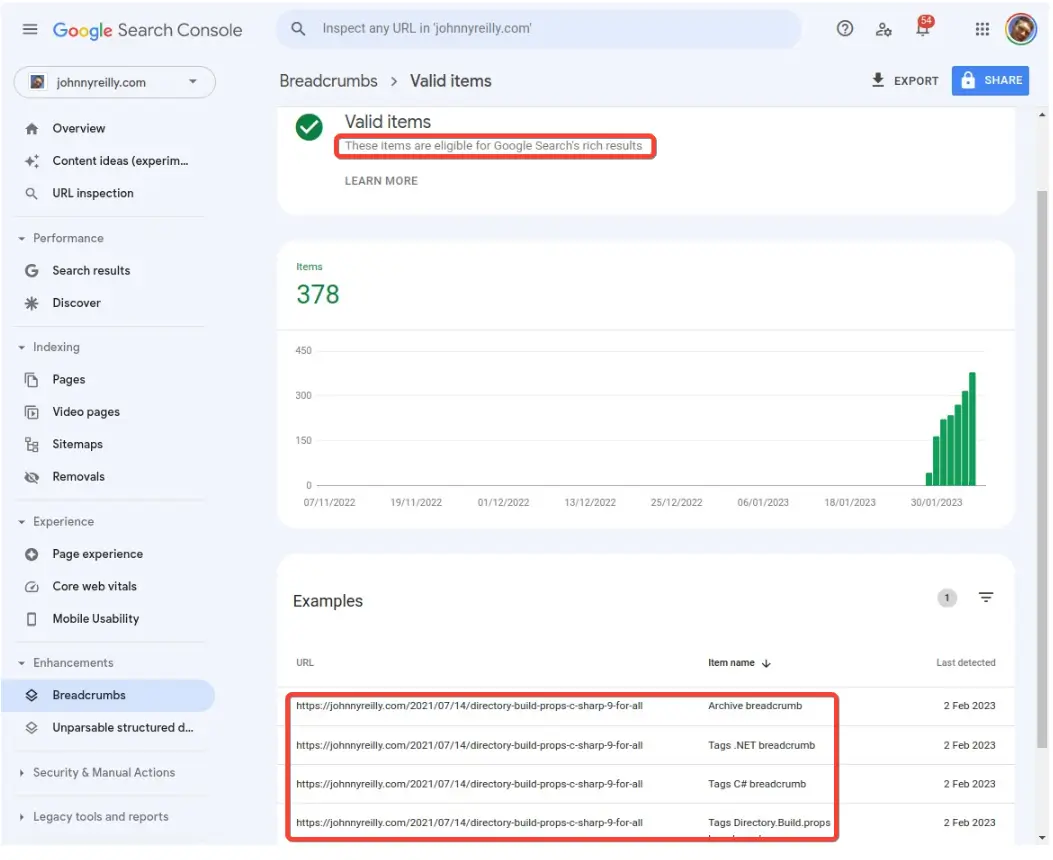 Google Search Console
Inspect any URL in 'johnnyreilly.com'
54
johnnyreilly.com
Breadcrumbs > Valid items
EXPORT
SHARE
Overview
Content ideas (experim...
URL inspection
Performance
Search results
Discover
Indexing
Pages
Video pages
Sitemaps
Removals
Experience
Page experience
Core web vitals
Mobile Usability
Enhancements
Breadcrumbs
Unparsable structured d...
Security & Manual Actions
Legacy tools and reports
Valid items
These items are eligible for Google Search's rich results
LEARN MORE
Items
378
450
300
150
0
07/11/2022 19/11/2022 01/12/2022 13/12/2022 25/12/2022 06/01/2023 18/01/2023 30/01/2023
Examples
1
URL Item name Last detected
https://johnnyreilly.com/2021/07/14/directory-build-props-c-sharp-9-for-all Archive breadcrumb 2 Feb 2023
https://johnnyreilly.com/2021/07/14/directory-build-props-c-sharp-9-for-all Tags .NET breadcrumb 2 Feb 2023
https://johnnyreilly.com/2021/07/14/directory-build-props-c-sharp-9-for-all Tags C# breadcrumb 2 Feb 2023
https://johnnyreilly.com/2021/07/14/directory-build-props-c-sharp-9-for-all Tags Directory.Build.props 2 Feb 2023